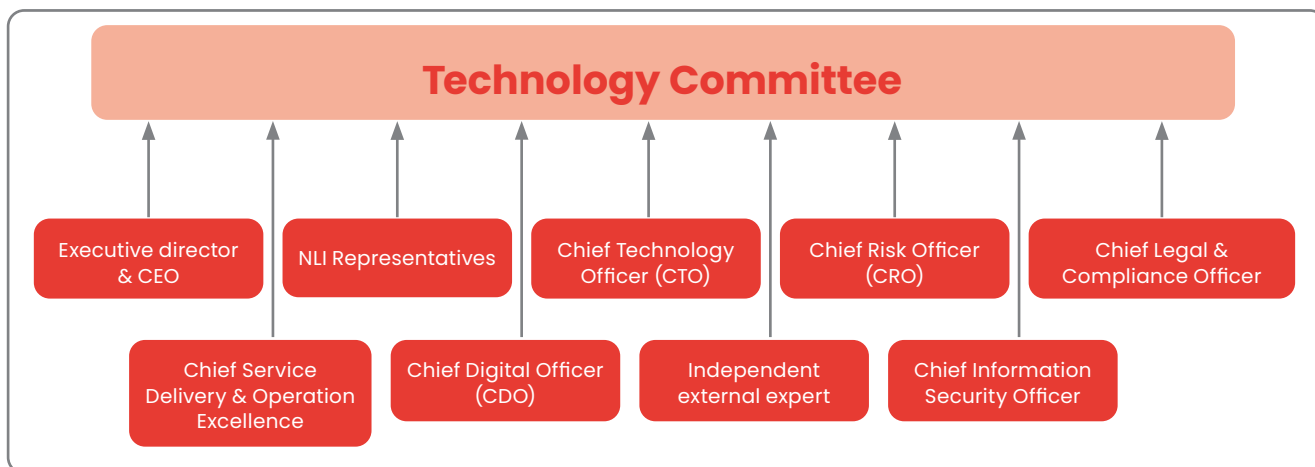 Technology Committee
Executive director
& CEO
NLI Representatives
Chief Technology
Officer (CTO)
Chief Risk Officer
(CRO)
Chief Legal &
Compliance Officer
Chief Service
Delivery & Operation
Excellence
Chief Digital Officer
(CDO)
Independent
external expert
Chief Information
Security Officer